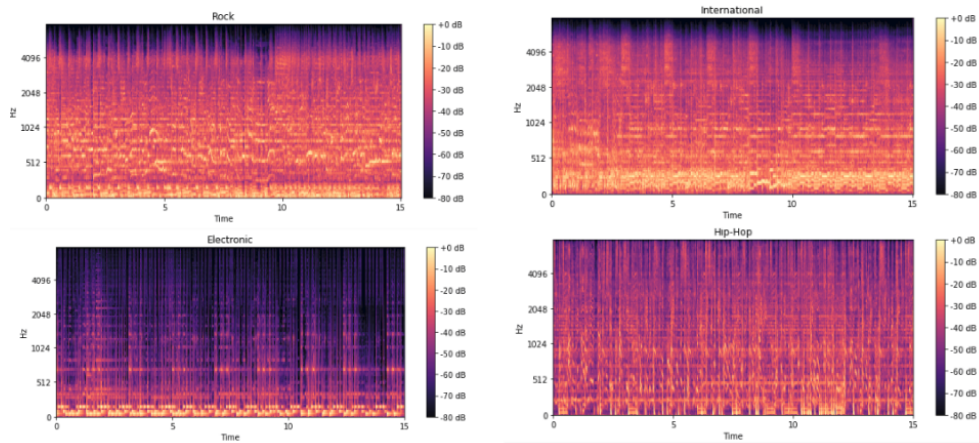 Rock
Hz
4096
2048
1024
512
0
0
5
10
15
Time
+0 dB
-10 dB
-20 dB
-30 dB
-40 dB
-50 dB
-60 dB
-70 dB
-80 dB
International
Hz
4096
2048
1024
512
0
0
5
10
15
Time
+0 dB
-10 dB
-20 dB
-30 dB
-40 dB
-50 dB
-60 dB
-70 dB
-80 dB
Electronic
Hz
4096
2048
1024
512
0
0
5
10
15
Time
+0 dB
-10 dB
-20 dB
-30 dB
-40 dB
-50 dB
-60 dB
-70 dB
-80 dB
Hip-Hop
Hz
4096
2048
1024
512
0
0
5
10
15
Time
+0 dB
-10 dB
-20 dB
-30 dB
-40 dB
-50 dB
-60 dB
-70 dB
-80 dB